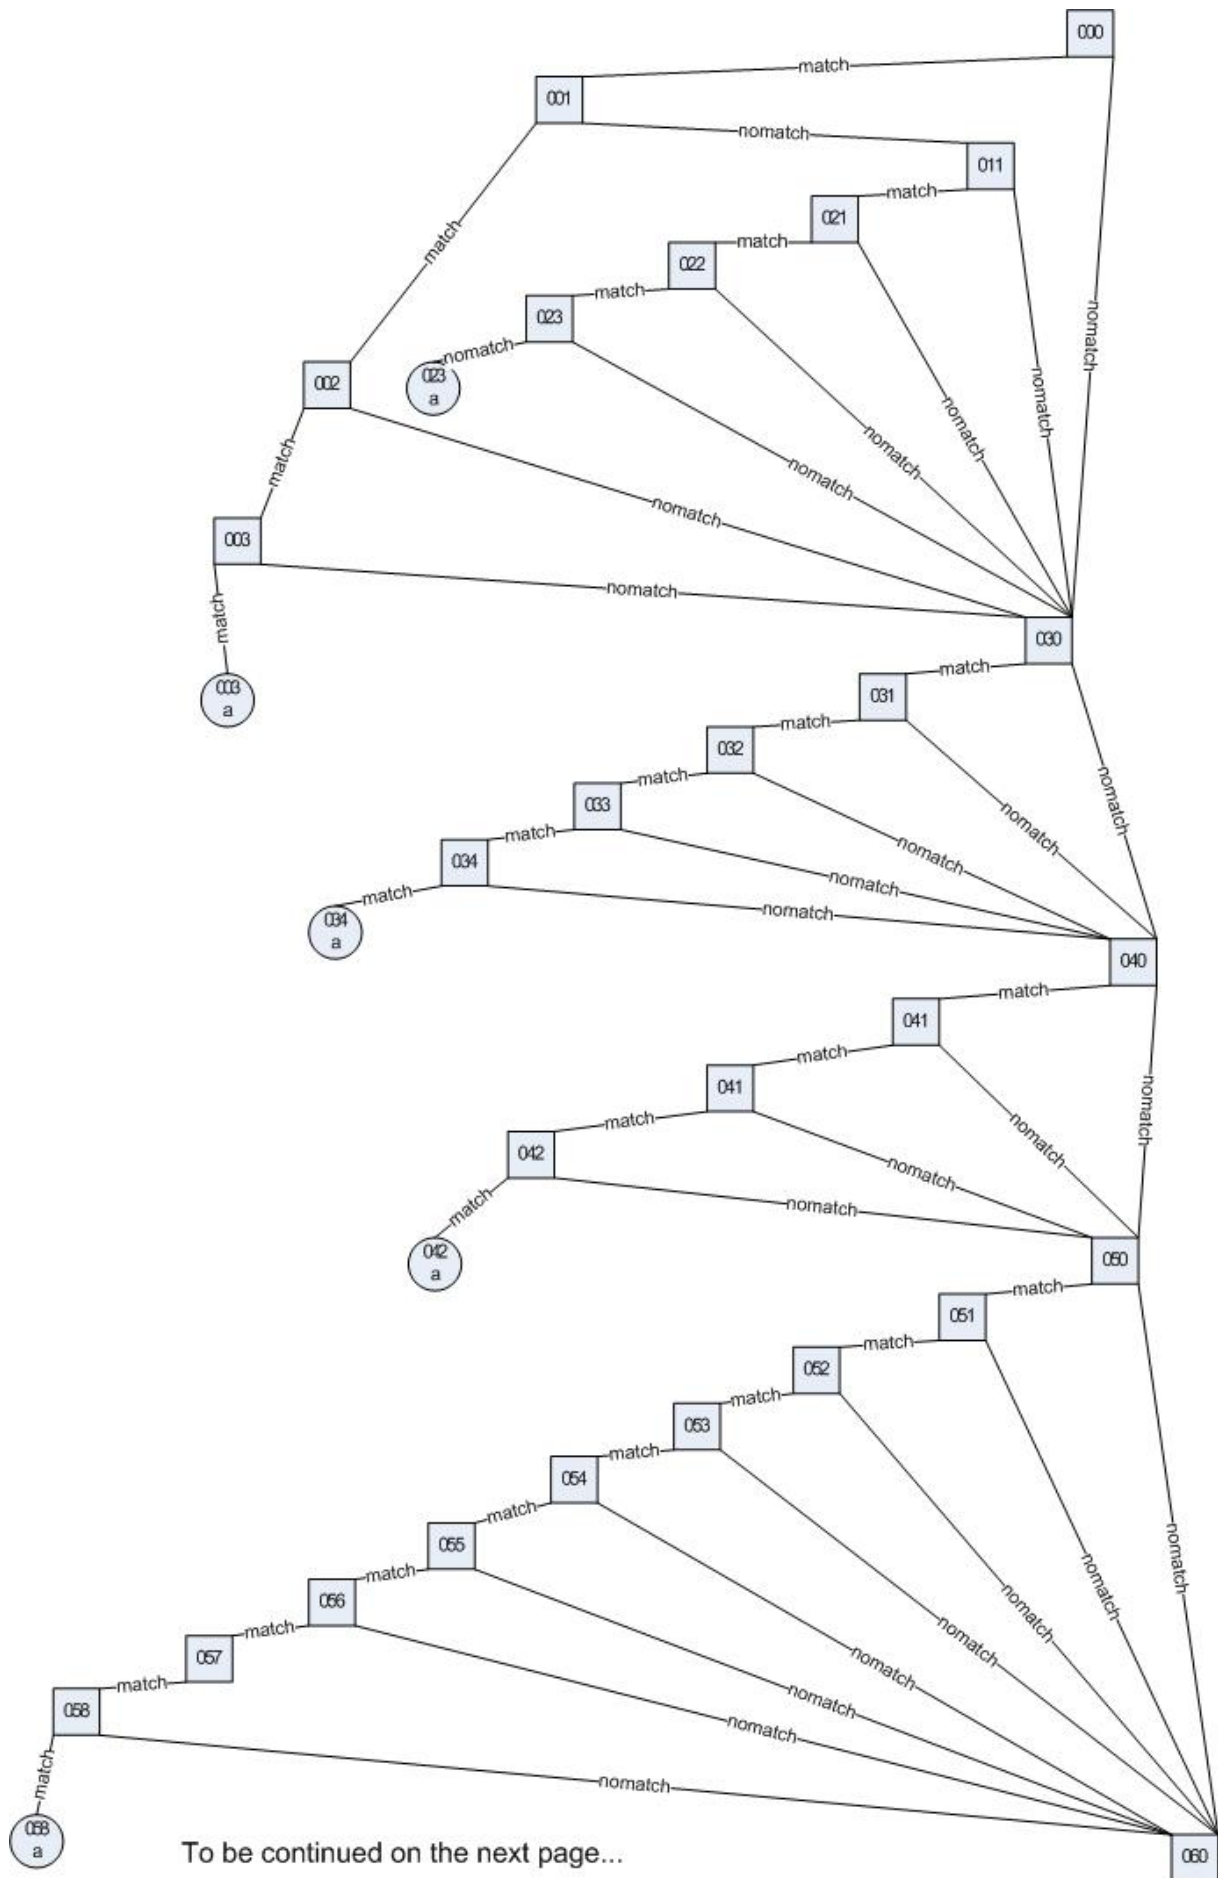 000
match
001
nomatch
011
match
021
match
022
match
023
nomatch
023
a
match
002
nomatch
nomatch
nomatch
nomatch
nomatch
nomatch
match
nomatch
003
nomatch
match
003
a
030
match
031
match
032
nomatch
match
033
nomatch
match
034
nomatch
nomatch
match
nomatch
034
a
040
match
041
match
041
nomatch
match
042
nomatch
nomatch
match
nomatch
042
a
050
match
051
match
052
match
053
match
054
match
055
match
056
match
057
match
058
nomatch
nomatch
nomatch
nomatch
nomatch
nomatch
nomatch
match
nomatch
058
a
To be continued on the next page...
060